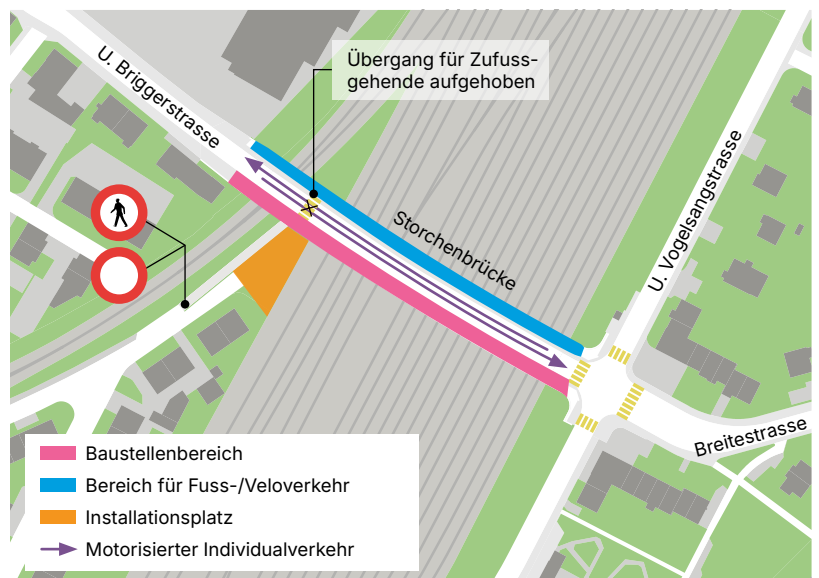 Übergang für Zufuss-
gehende aufgehoben
U. Briggerstrasse
Storchenbrücke
U. Vogelsangstrasse
Breitestrasse
Baustellenbereich
Bereich für Fuss-/Veloverkehr
Installationsplatz
Motorisierter Individualverkehr